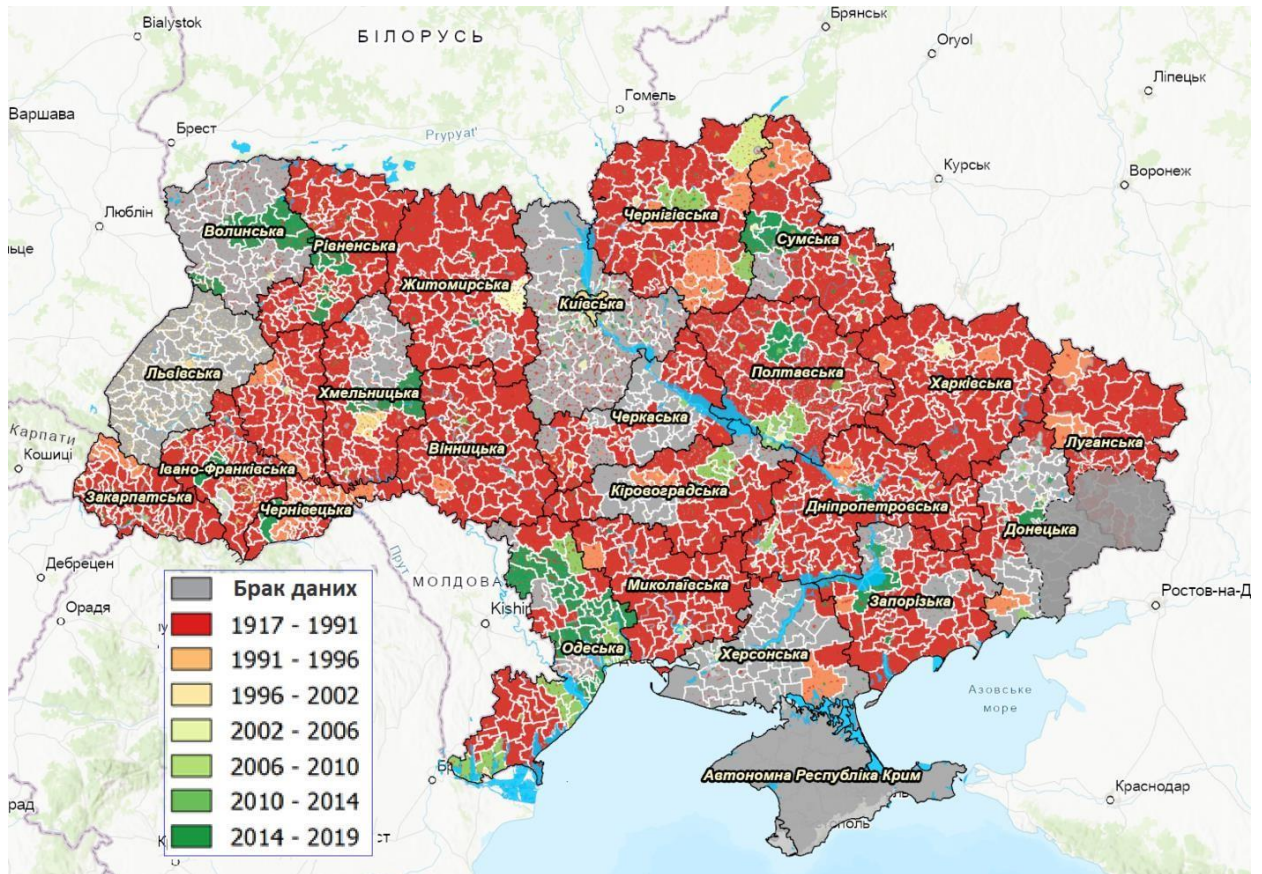 Bialystok
Брянськ
БІЛОРУСЬ
Oryol
Ліпецьк
Варшава
Гомель
Брест
Prypyat'
Курськ
Воронеж
Люблін
Чернігівська
Волинська
Рівненська
Сумська
Житомирська
Київська
Львівська
Хмельницька
Полтавська
Харківська
Черкаська
Карпати
Кошиці
Вінницька
Луганська
Івано-Франківська
Закарпатська
Чернівецька
Кіровоградська
Дніпропетровська
Донецька
Прут
Дебрецен
МОЛДОВА
Миколаївська
Запорізька
Ростов-на-Д
Орадя
Kishin
Одеська
Херсонська
Азовське
море
Автономна Республіка Крим
Краснодар
Брак даних
1917 - 1991
1991 - 1996
1996 - 2002
2002 - 2006
2006 - 2010
2010 - 2014
2014 - 2019